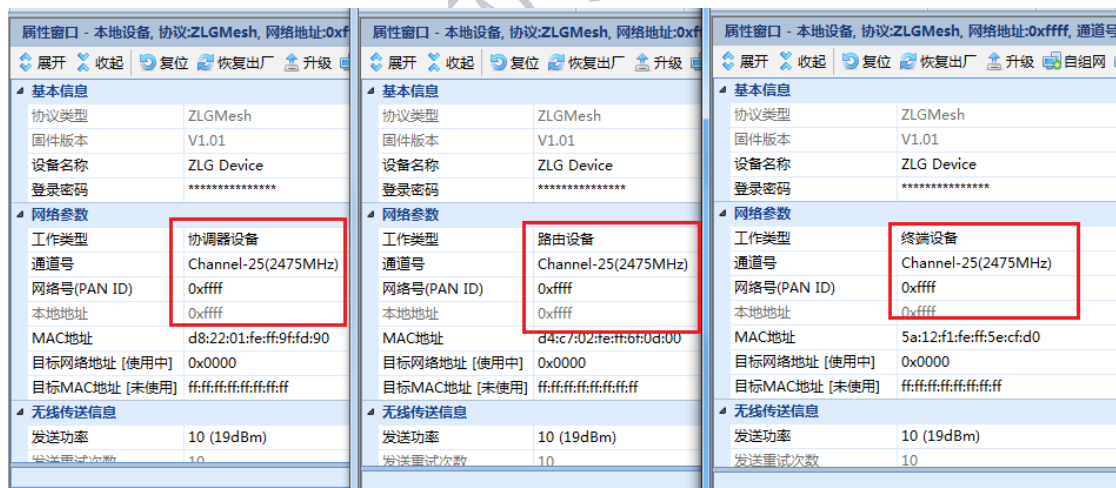 属性窗口 - 本地设备, 协议:ZLGMesh, 网络地址:0xf
展开 收起 复位 恢复出厂 升级
基本信息
协议类型 ZLGMesh
固件版本 V1.01
设备名称 ZLG Device
登录密码 ***************
网络参数
工作类型 协调器设备
通道号 Channel-25(2475MHz)
网络号(PAN ID) 0xffff
本地地址 0xffff
MAC地址 d8:22:01:fe:ff:9f:fd:90
目标网络地址 [使用中] 0x0000
目标MAC地址 [未使用] ff:ff:ff:ff:ff:ff:ff:ff
无线传送信息
发送功率 10 (19dBm)
发送重试次数 10
属性窗口 - 本地设备, 协议:ZLGMesh, 网络地址:0xff
展开 收起 复位 恢复出厂 升级
基本信息
协议类型 ZLGMesh
固件版本 V1.01
设备名称 ZLG Device
登录密码 ***************
网络参数
工作类型 路由设备
通道号 Channel-25(2475MHz)
网络号(PAN ID) 0xffff
本地地址 0xffff
MAC地址 d4:c7:02:fe:ff:6f:0d:00
目标网络地址 [使用中] 0x0000
目标MAC地址 [未使用] ff:ff:ff:ff:ff:ff:ff:ff
无线传送信息
发送功率 10 (19dBm)
发送重试次数 10
属性窗口 - 本地设备, 协议:ZLGMesh, 网络地址:0xffff, 通道号
展开 收起 复位 恢复出厂 升级 自组网
基本信息
协议类型 ZLGMesh
固件版本 V1.01
设备名称 ZLG Device
登录密码 ***************
网络参数
工作类型 终端设备
通道号 Channel-25(2475MHz)
网络号(PAN ID) 0xffff
本地地址 0xffff
MAC地址 5a:12:f1:fe:ff:5e:cf:d0
目标网络地址 [使用中] 0x0000
目标MAC地址 [未使用] ff:ff:ff:ff:ff:ff:ff:ff
无线传送信息
发送功率 10 (19dBm)
发送重试次数 10